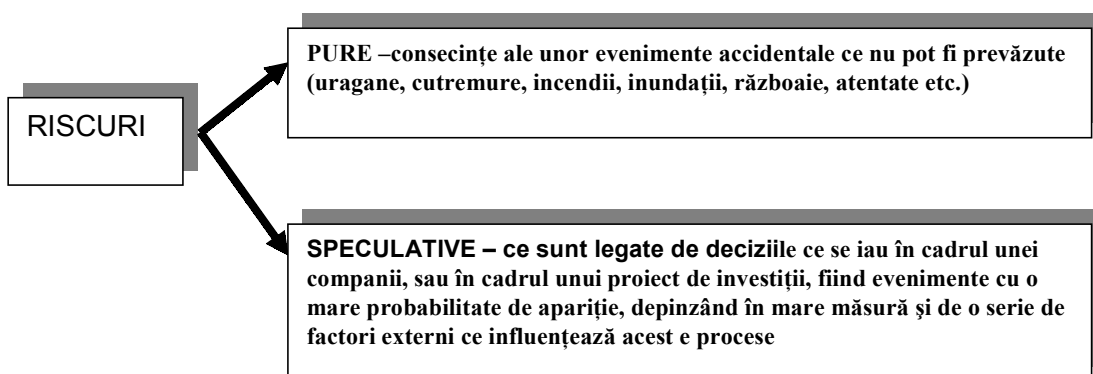 RISCURI
PURE –consecințe ale unor evenimente accidentale ce nu pot fi prevăzute
(uragane, cutremure, incendii, inundații, războaie, atentate etc.)
SPECULATIVE – ce sunt legate de deciziile ce se iau în cadrul unei
companii, sau în cadrul unui proiect de investiții, fiind evenimente cu o
mare probabilitate de apariție, depinzând în mare măsură şi de o serie de
factori externi ce influențează acest e procese